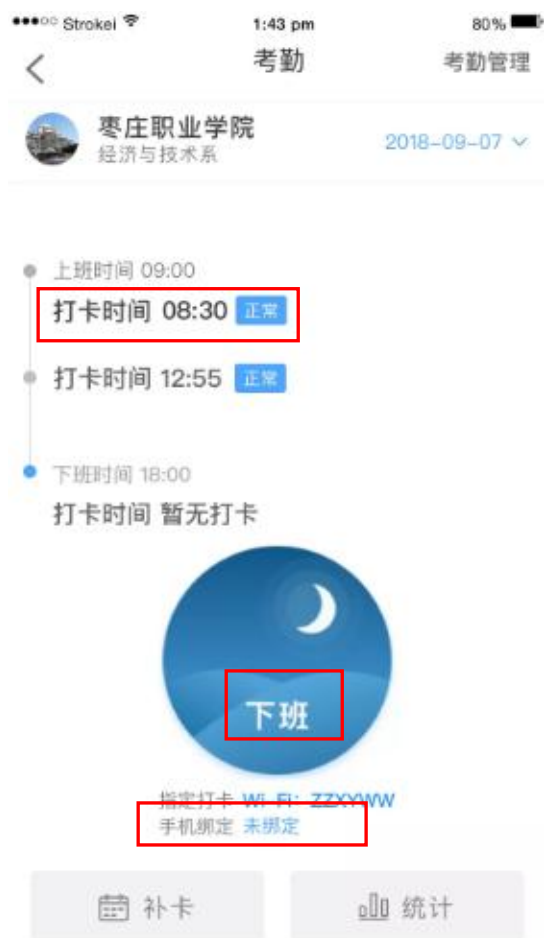 Strokei 1:43 pm 80%
考勤 考勤管理
枣庄职业学院
经济与技术系
2018-09-07
上班时间 09:00
打卡时间 08:30 正常
打卡时间 12:55 正常
下班时间 18:00
打卡时间 暂无打卡
下班
指定打卡 Wi-Fi: ZZXYWW
手机绑定 未绑定
补卡 统计